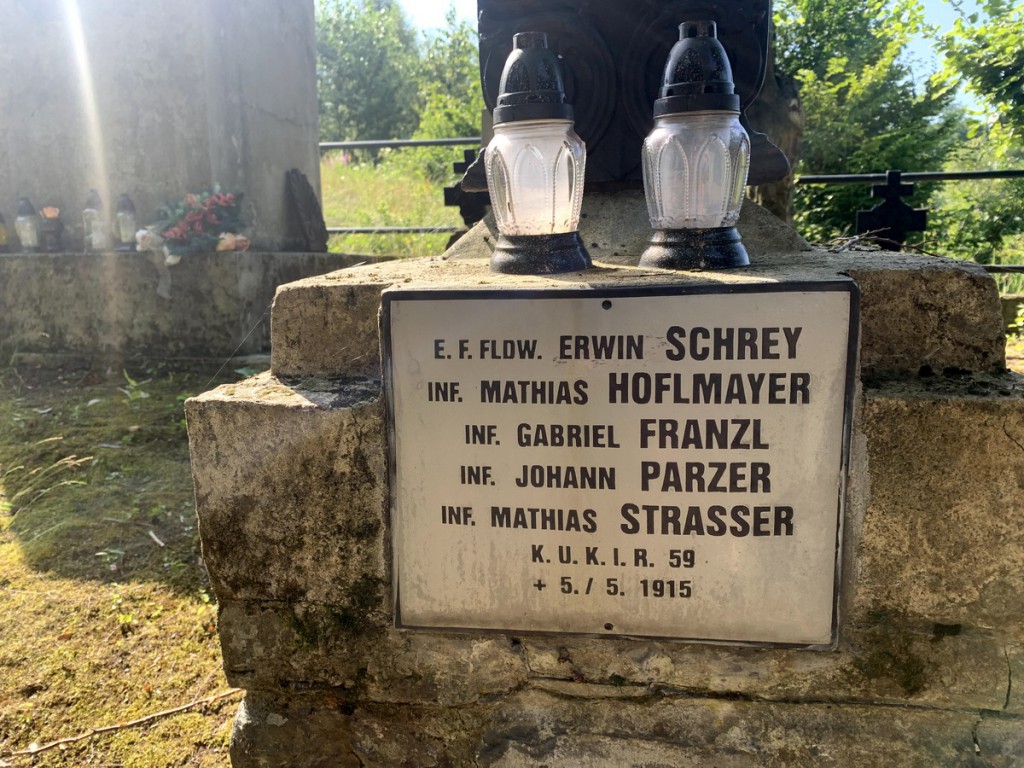 E. F. FLDW. ERWIN SCHREY
INF. MATHIAS HOFLMAYER
INF. GABRIEL FRANZL
INF. JOHANN PARZER
INF. MATHIAS STRASSER
K. U. K. I. R. 59
+ 5. / 5. 1915